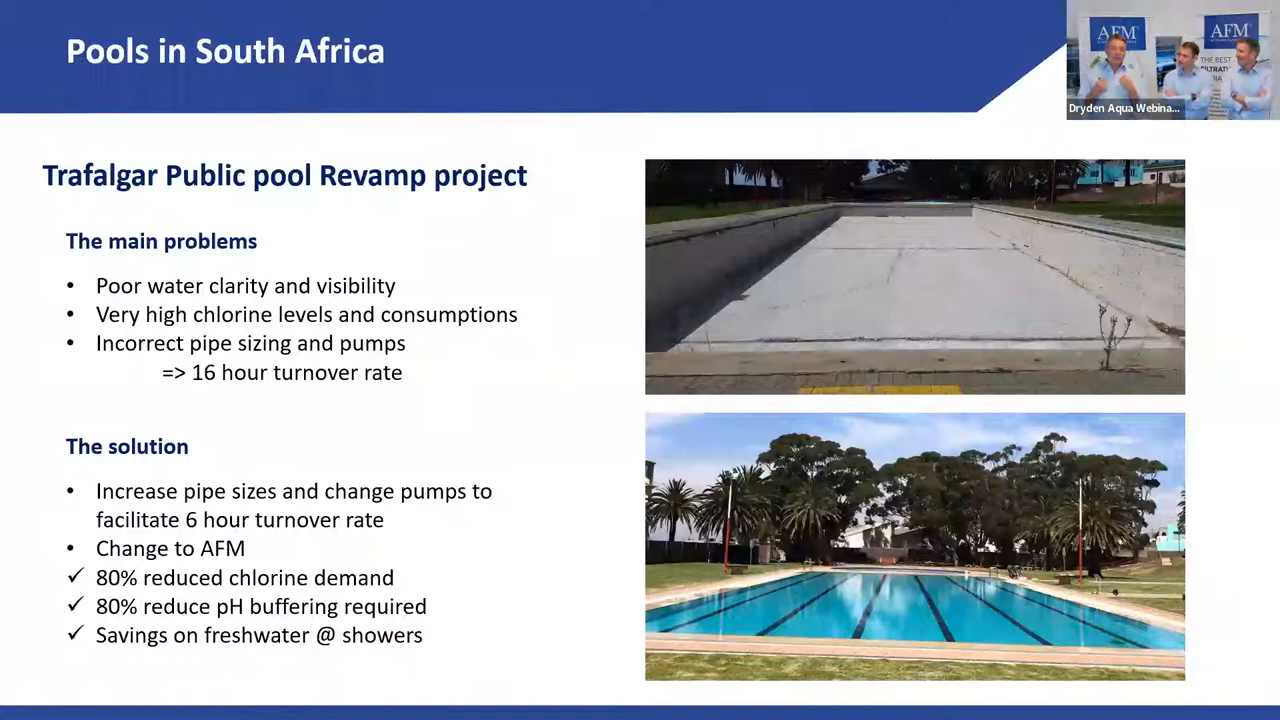 Pools in South Africa
AFM®
AFM®
THE BEST
Dryden Aqua Webina...
Trafalgar Public pool Revamp project
The main problems
• Poor water clarity and visibility
• Very high chlorine levels and consumptions
• Incorrect pipe sizing and pumps
=> 16 hour turnover rate
The solution
• Increase pipe sizes and change pumps to
facilitate 6 hour turnover rate
• Change to AFM
✓ 80% reduced chlorine demand
✓ 80% reduce pH buffering required
✓ Savings on freshwater @ showers